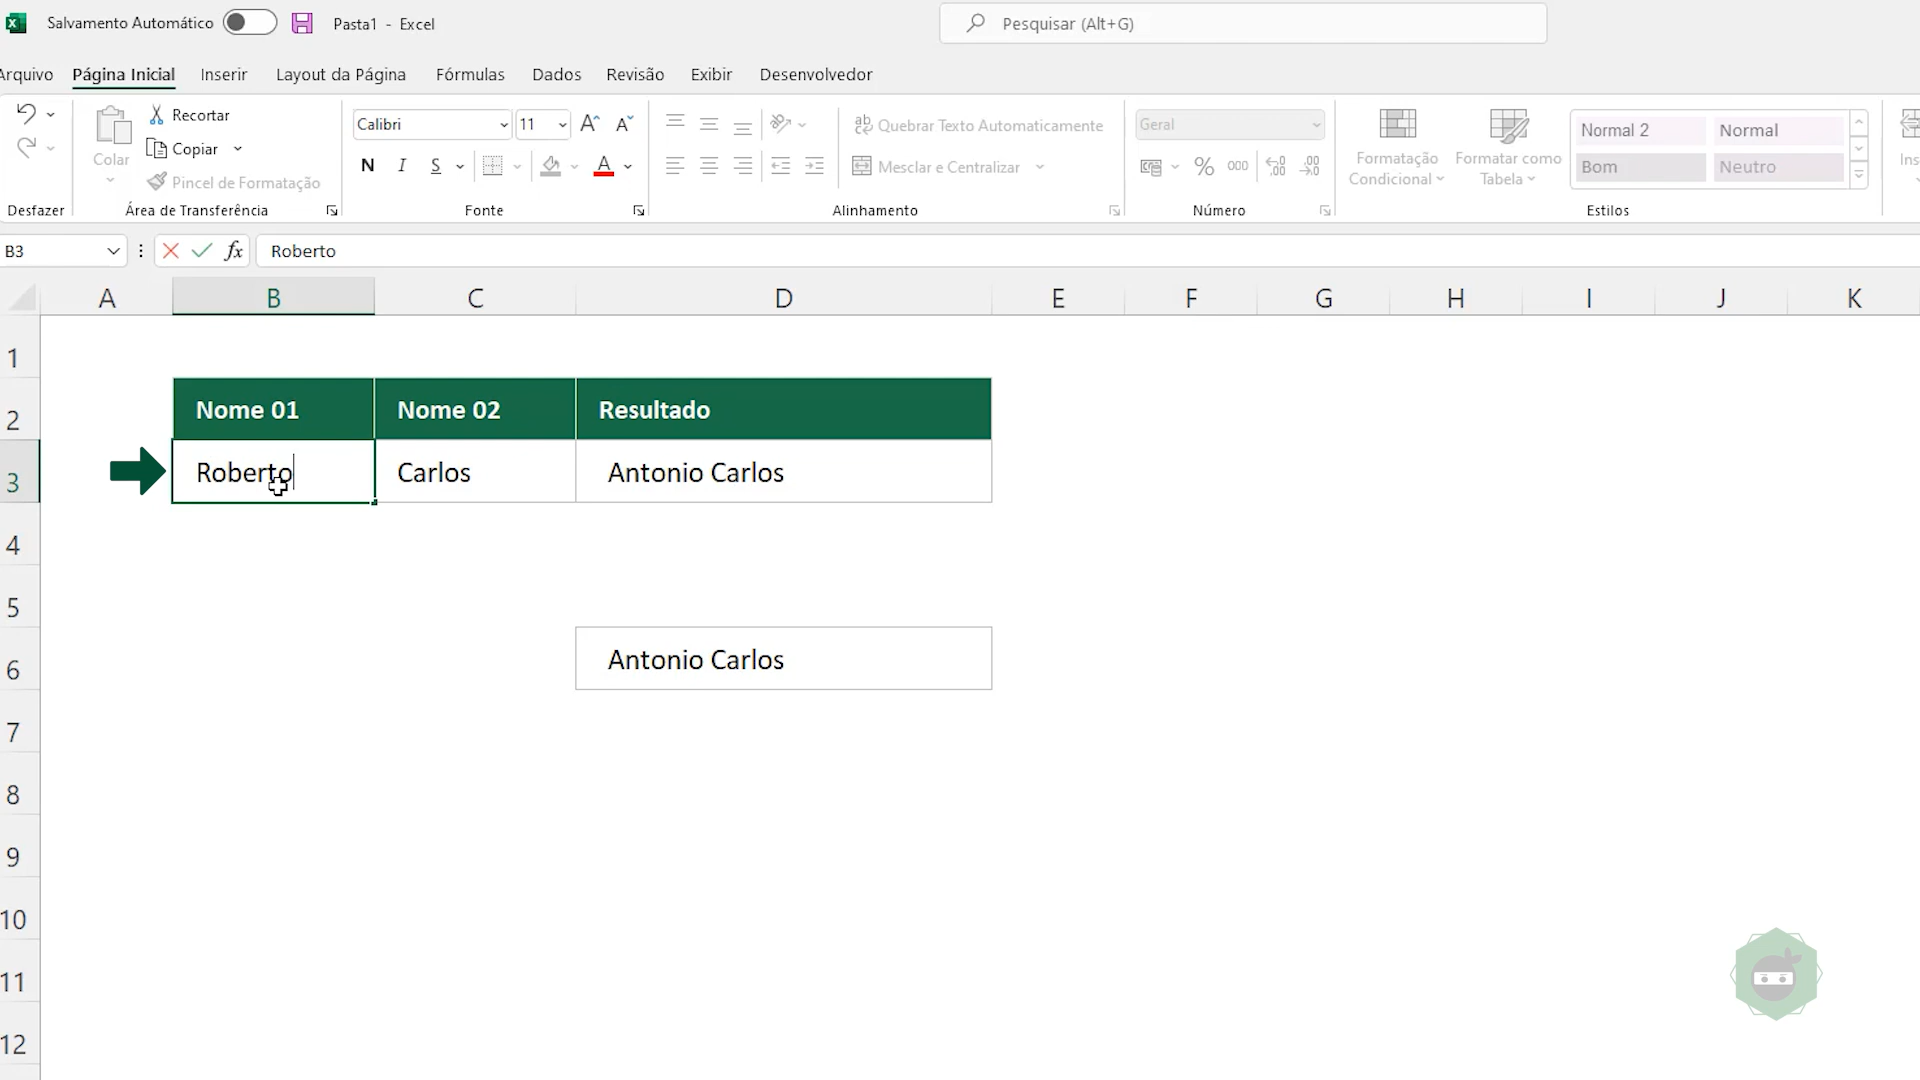 Salvamento Automático Pasta1 - Excel Pesquisar (Alt+G)
Arquivo Página Inicial Inserir Layout da Página Fórmulas Dados Revisão Exibir Desenvolvedor
Recortar
Calibri 11 Quebrar Texto Automaticamente Geral Normal 2 Normal
Copiar
Colar Formatação Condicional Formatar como Tabela
N I S A Mesclar e Centralizar % 000 Bom Neutro
Pincel de Formatação
Desfazer Área de Transferência Fonte Alinhamento Número Estilos
B3 fx Roberto
A B C D E F G H I J K
1
2 Nome 01 Nome 02 Resultado
3 Roberto Carlos Antonio Carlos
4
5
6 Antonio Carlos
7
8
9
10
11
12